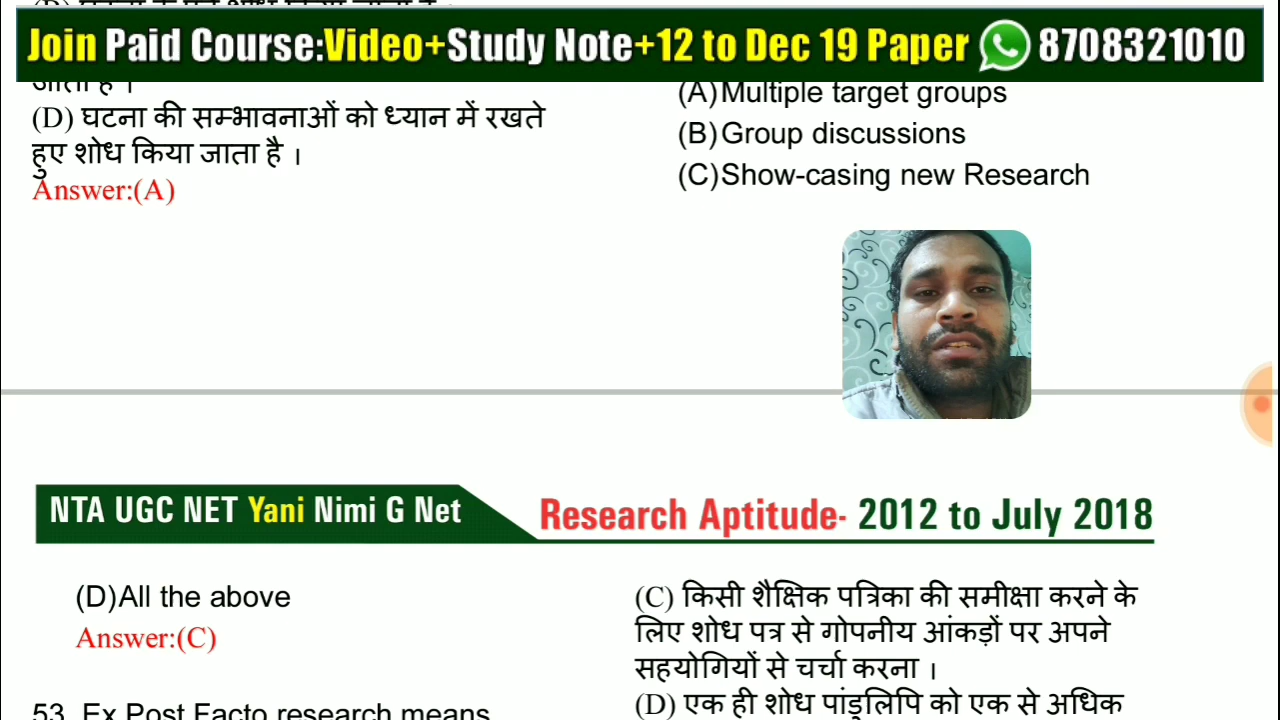 Join Paid Course:Video+Study Note+12 to Dec 19 Paper 8708321010
जाता है ।
(D) घटना की सम्भावनाओं को ध्यान में रखते
हुए शोध किया जाता है ।
Answer:(A)
(A) Multiple target groups
(B) Group discussions
(C) Show-casing new Research
NTA UGC NET Yani Nimi G Net
Research Aptitude- 2012 to July 2018
(D) All the above
Answer:(C)
53. Ex Post Facto research means
(C) किसी शैक्षिक पत्रिका की समीक्षा करने के
लिए शोध पत्र से गोपनीय आंकड़ों पर अपने
सहयोगियों से चर्चा करना ।
(D) एक ही शोध पांडुलिपि को एक से अधिक